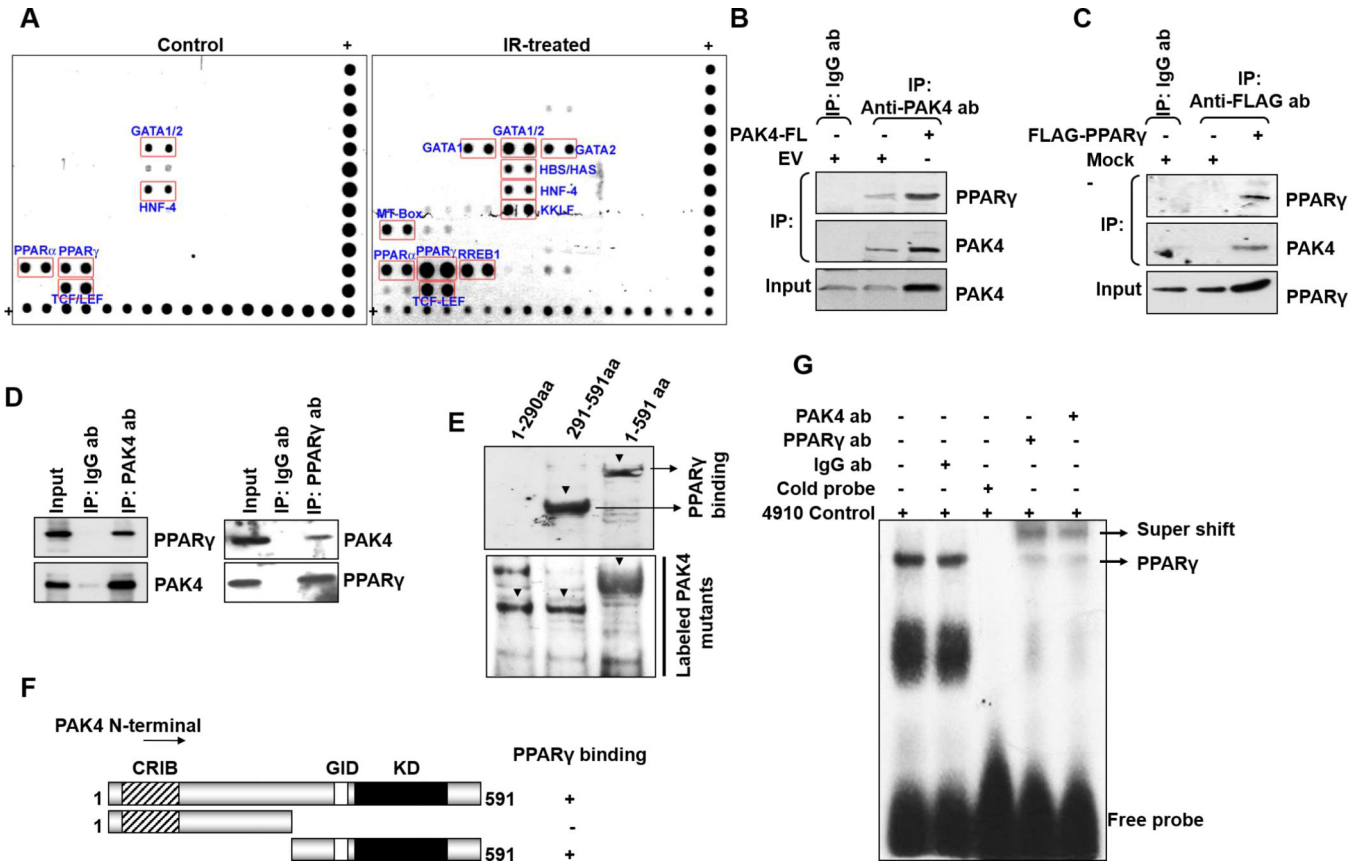 A
Control +
IR-treated +
GATA1/2
HNF-4
PPARα PPARγ
TCF/LEF
+
GATA1/2
GATA1 GATA2
HBS/HAS
HNF-4
KKLF
MT-Box
PPARα PPARγ RREB1
TCF-LEF
+
B
IP: IgG ab
IP:
Anti-PAK4 ab
PAK4-FL - - +
EV + + -
IP:
PPARγ
PAK4
Input PAK4
C
IP: IgG ab
IP:
Anti-FLAG ab
FLAG-PPARγ - - +
Mock + +
-
IP:
PPARγ
PAK4
Input PPARγ
D
Input
IP: IgG ab
IP: PAK4 ab
PPARγ
PAK4
Input
IP: IgG ab
IP: PPARγ ab
PAK4
PPARγ
E
1-290aa
291-591aa
1-591 aa
PPARγ
binding
Labeled PAK4
mutants
F
PAK4 N-terminal
CRIB GID KD PPARγ binding
1 591 +
1 -
591 +
G
PAK4 ab - - - - +
PPARγ ab - - - + -
IgG ab - + - - -
Cold probe - - + - -
4910 Control + + + + +
Super shift
PPARγ
Free probe